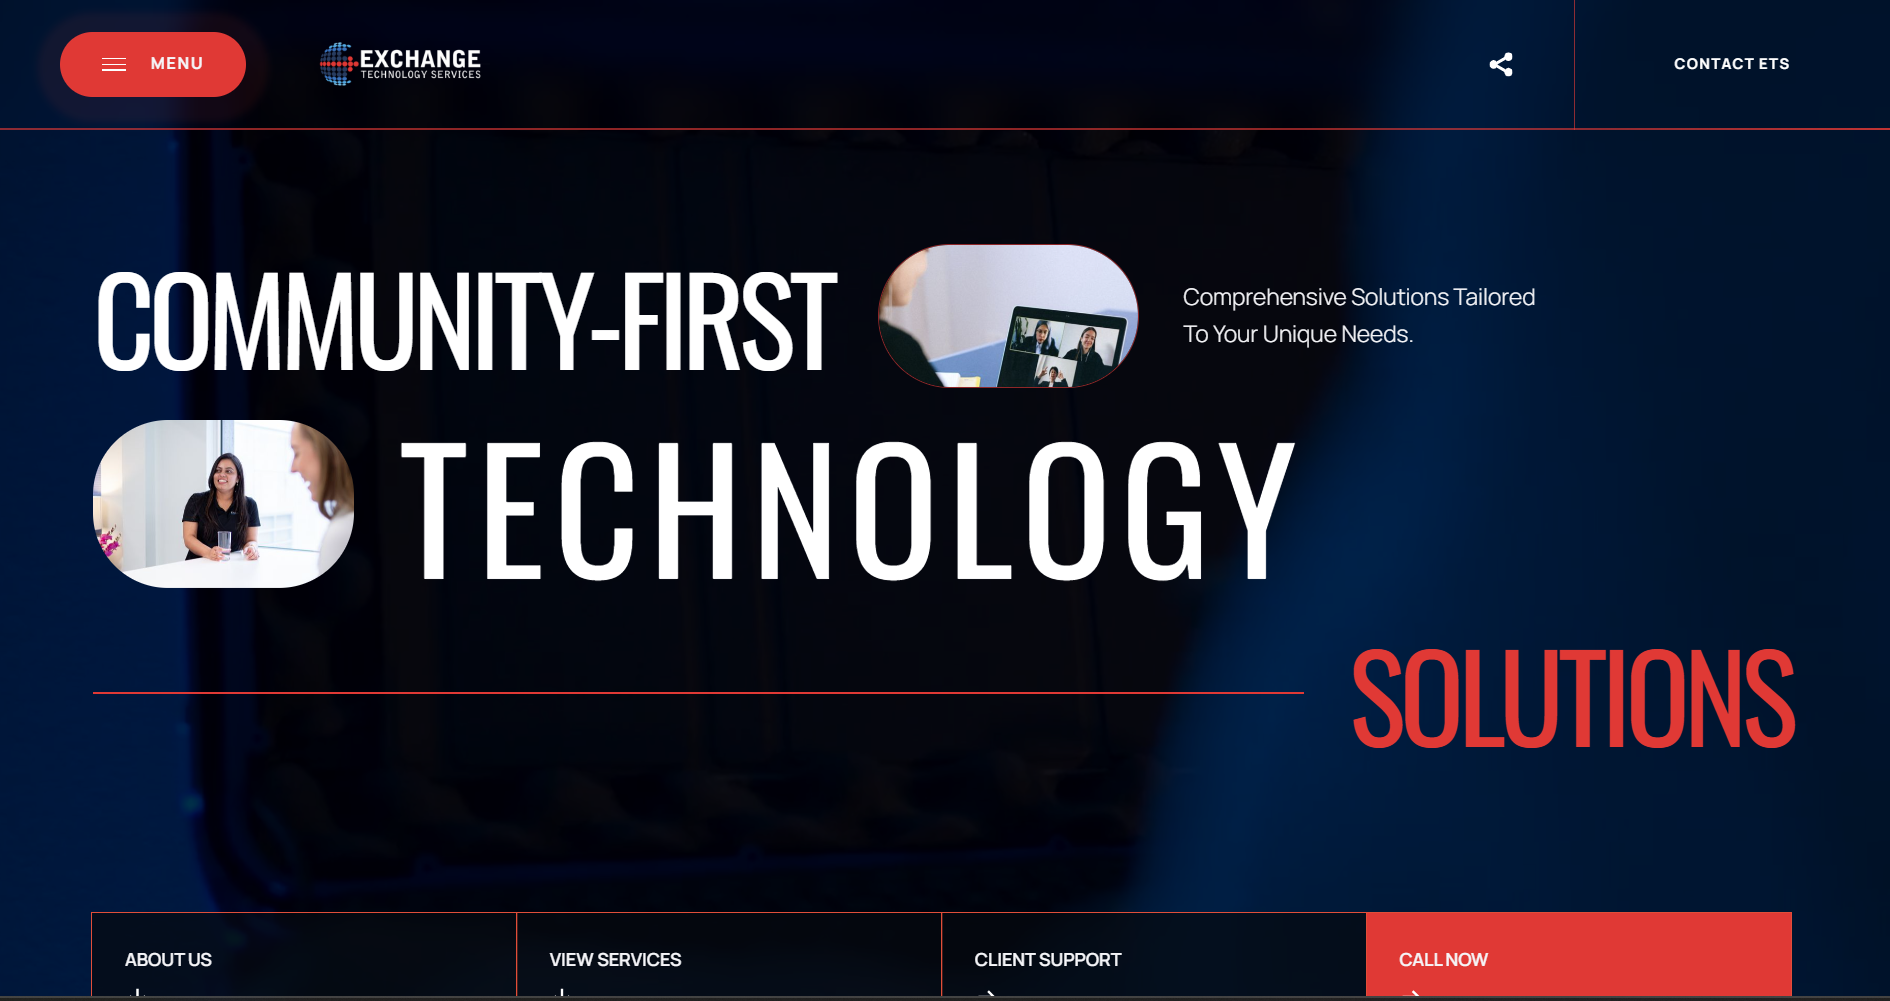 MENU
EXCHANGE
TECHNOLOGY SERVICES
CONTACT ETS
COMMUNITY-FIRST
Comprehensive Solutions Tailored
To Your Unique Needs.
TECHNOLOGY
SOLUTIONS
ABOUT US
VIEW SERVICES
CLIENT SUPPORT
CALL NOW